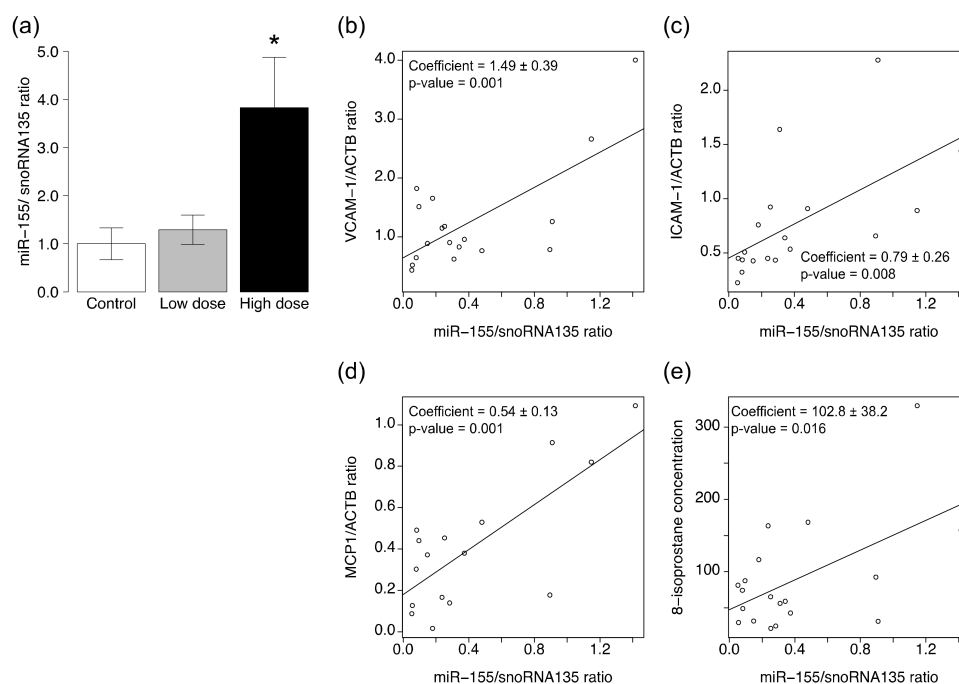 (a)
5.0
4.0
3.0
2.0
1.0
0.0
miR−155/ snoRNA135 ratio
*
Control Low dose High dose
(b)
Coefficient = 1.49 ± 0.39
p-value = 0.001
4.0
3.0
2.0
1.0
VCAM−1/ACTB ratio
0.0 0.4 0.8 1.2
miR−155/snoRNA135 ratio
(c)
2.0
1.5
1.0
0.5
0.0
ICAM−1/ACTB ratio
Coefficient = 0.79 ± 0.26
p-value = 0.008
0.0 0.4 0.8 1.2
miR−155/snoRNA135 ratio
(d)
Coefficient = 0.54 ± 0.13
p-value = 0.001
1.0
0.8
0.6
0.4
0.2
0.0
MCP1/ACTB ratio
0.0 0.4 0.8 1.2
miR−155/snoRNA135 ratio
(e)
Coefficient = 102.8 ± 38.2
p-value = 0.016
300
200
100
0
8−isoprostane concentration
0.0 0.4 0.8 1.2
miR−155/snoRNA135 ratio